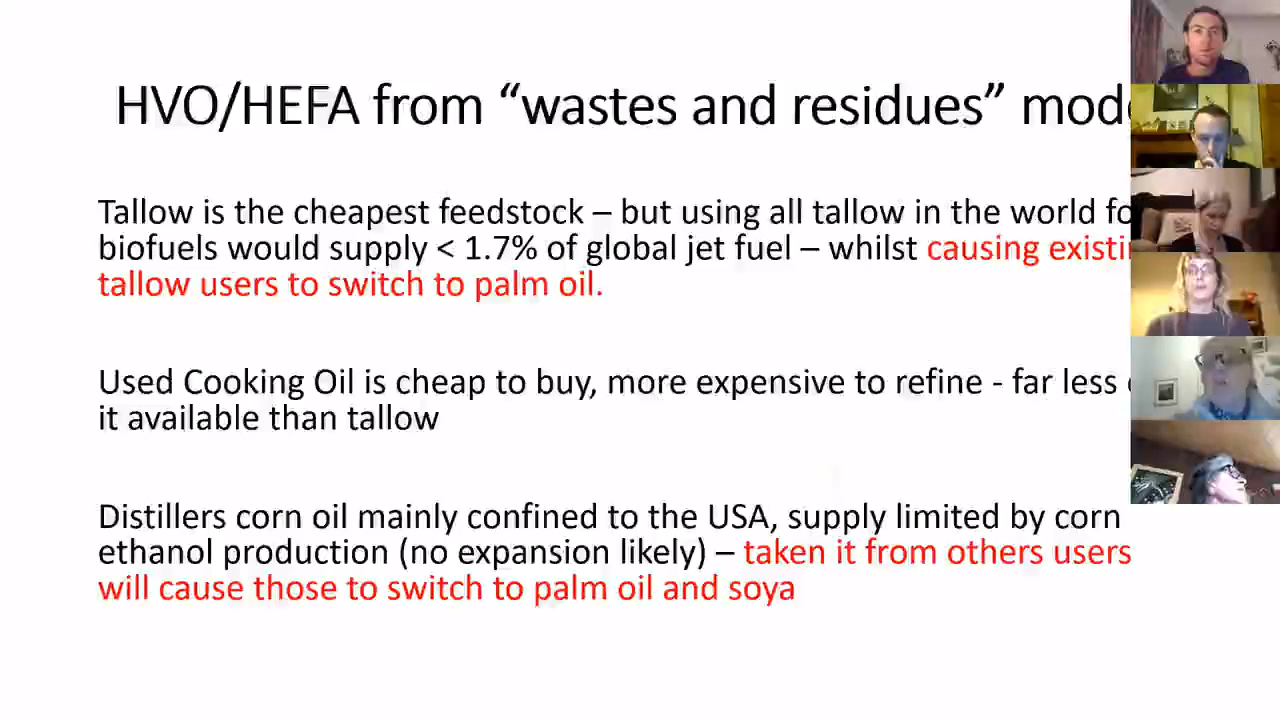 HVO/HEFA from “wastes and residues”
Tallow is the cheapest feedstock – but using all tallow in the world
biofuels would supply < 1.7% of global jet fuel – whilst causing
tallow users to switch to palm oil.
Used Cooking Oil is cheap to buy, more expensive to refine - far less
it available than tallow
Distillers corn oil mainly confined to the USA, supply limited by corn
ethanol production (no expansion likely) – taken it from others users
will cause those to switch to palm oil and soya